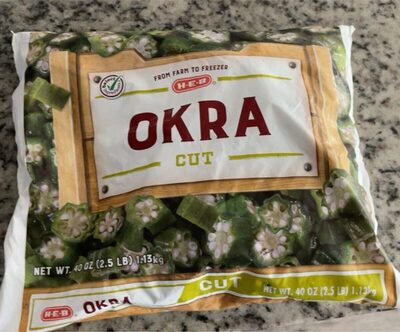 FROM FARM TO FREEZER
H-E-B
OKRA
CUT
NET WT. 40 OZ (2.5 LB) 1.13kg
H-E-B OKRA CUT NET WT. 40 OZ (2.5 LB) 1.13kg